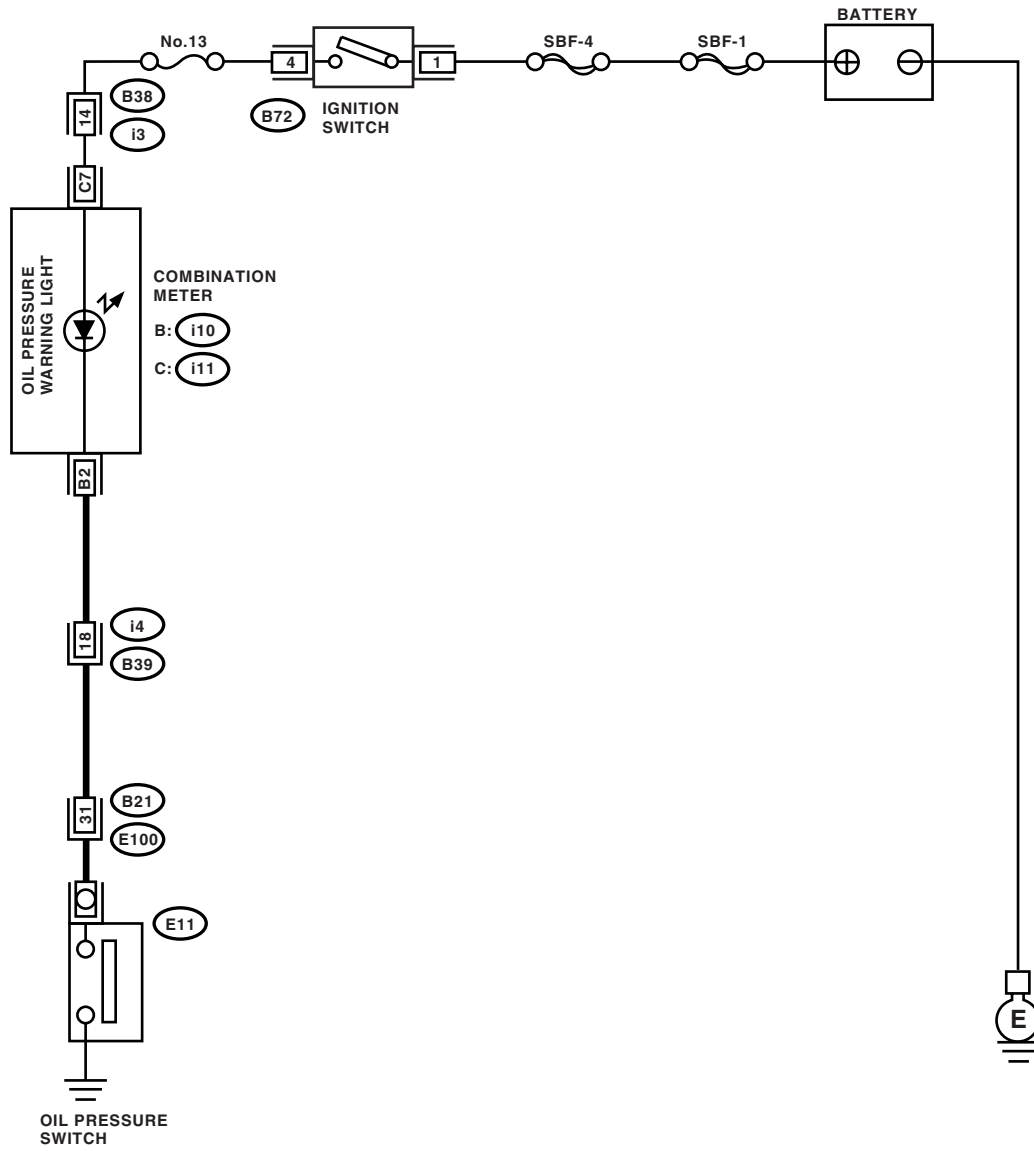 BATTERY
No.13
SBF-4
SBF-1
4
1
B38
14
i3
B72
IGNITION
SWITCH
C7
OIL PRESSURE
WARNING LIGHT
COMBINATION
METER
B: i10
C: i11
B2
i4
18
B39
B21
31
E100
E11
E
OIL PRESSURE
SWITCH